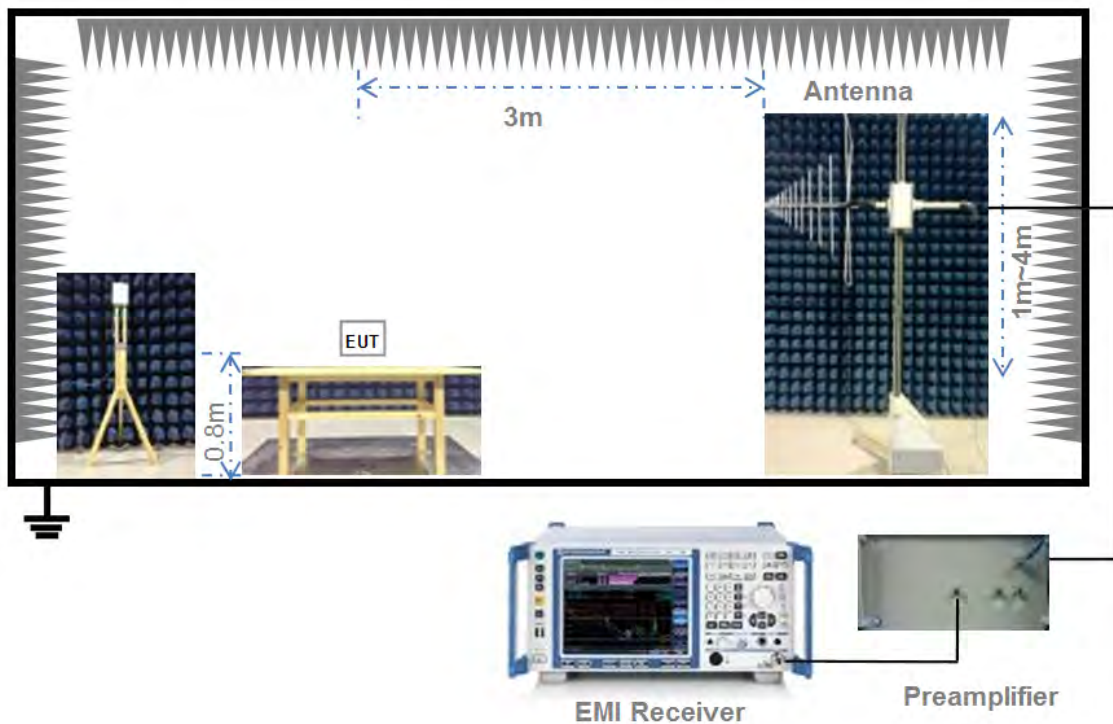 Antenna
3m
1m~4m
EUT
0.8m
EMI Receiver
Preamplifier